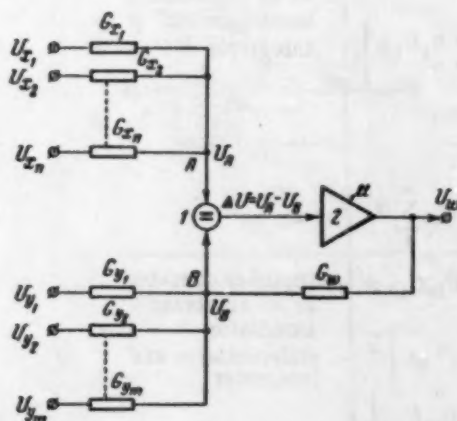 U_{x_1} G_{x_1}
U_{x_2} G_{x_2}
U_{x_n} G_{x_n}
A U_A
1 = ΔU=U_A-U_B 2 U_w
U_{y_1} G_{y_1} B U_B G_w
U_{y_2} G_{y_2}
U_{y_m} G_{y_m}